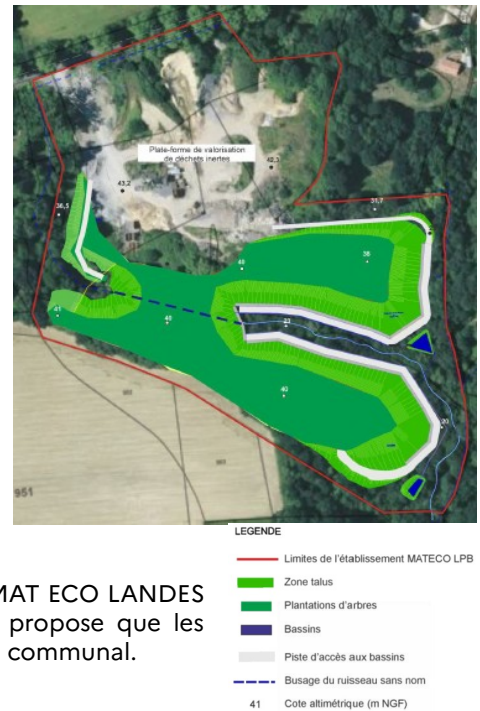 Plate-forme de valorisation
de déchets inertes
42,3
43,2
36,5
31,7
48
38
41
48
23
40
20
951
LEGENDE
Limites de l'établissement MATECO LPB
Zone talus
Plantations d'arbres
Bassins
MAT ECO LANDES
Piste d'accès aux bassins
propose que les
communal.
Busage du ruisseau sans nom
41 Cote altimétrique (m NGF)